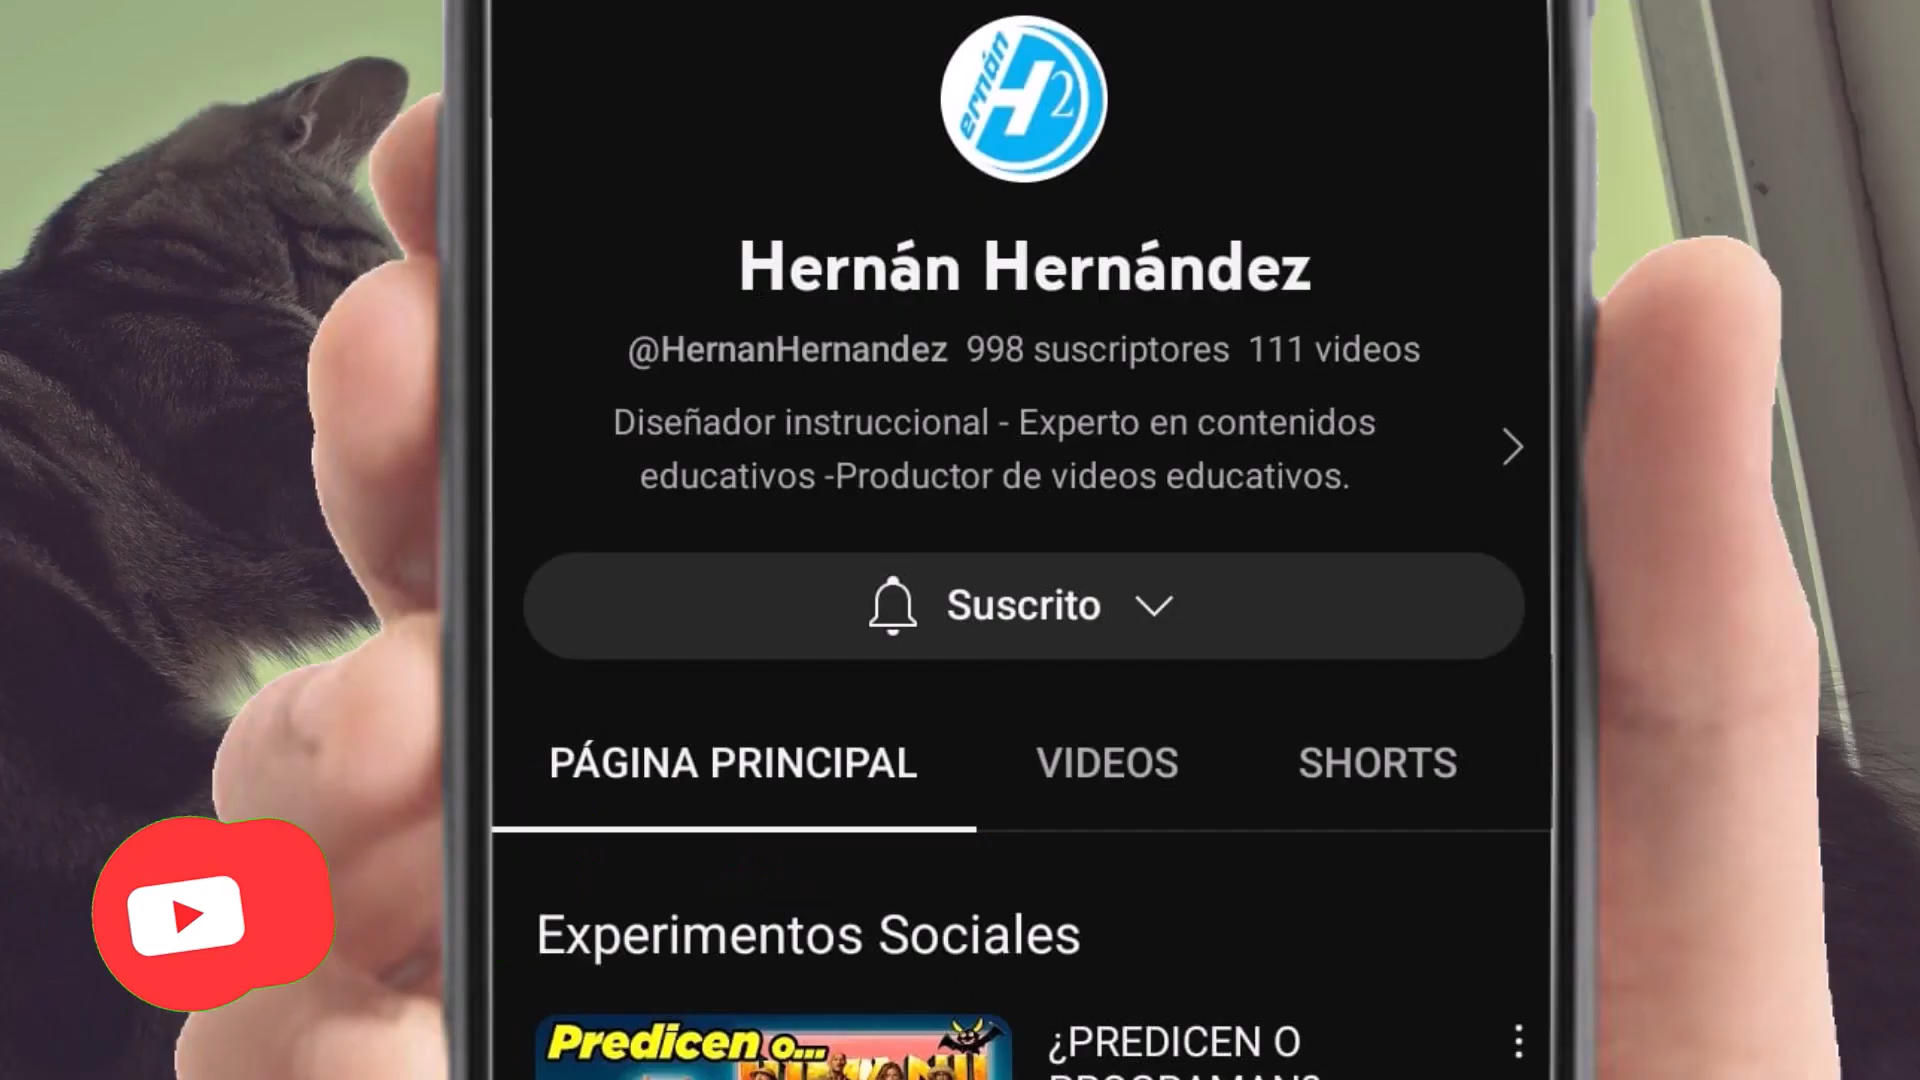 ernán
H2
Hernán Hernández
@HernanHernandez 998 suscriptores 111 videos
Diseñador instruccional - Experto en contenidos
educativos -Productor de videos educativos.
Suscrito
PÁGINA PRINCIPAL VIDEOS SHORTS
Experimentos Sociales
Predicen o...
¿PREDICEN O
PROGRAMAN?